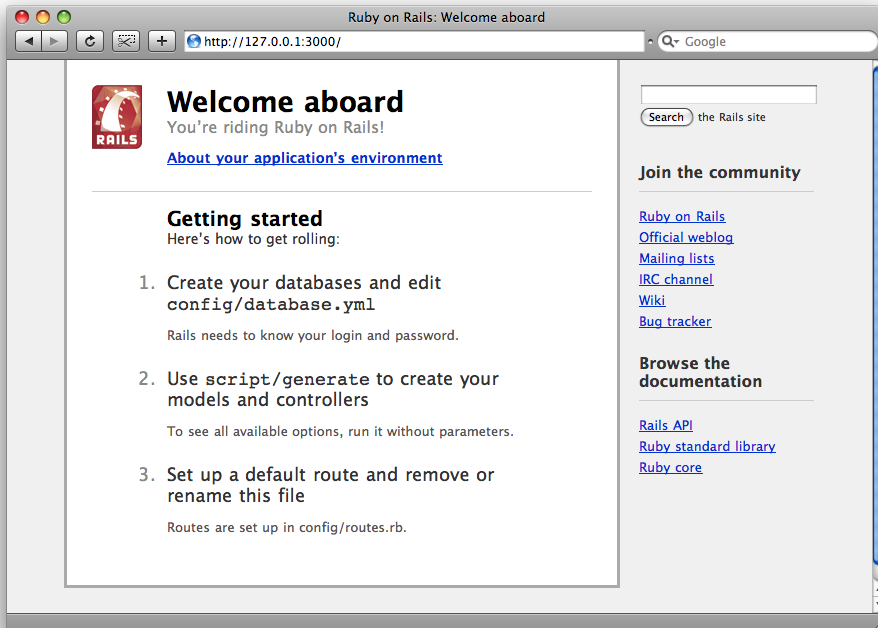 Ruby on Rails: Welcome aboard
http://127.0.0.1:3000/
Google
RAILS
Welcome aboard
You're riding Ruby on Rails!
About your application's environment
Getting started
Here's how to get rolling:
1. Create your databases and edit
config/database.yml
Rails needs to know your login and password.
2. Use script/generate to create your
models and controllers
To see all available options, run it without parameters.
3. Set up a default route and remove or
rename this file
Routes are set up in config/routes.rb.
Search the Rails site
Join the community
Ruby on Rails
Official weblog
Mailing lists
IRC channel
Wiki
Bug tracker
Browse the
documentation
Rails API
Ruby standard library
Ruby core